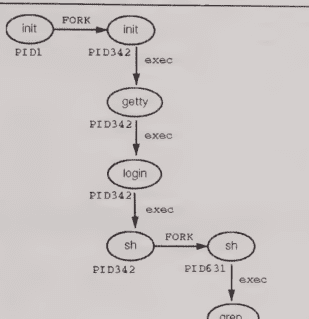 FORK
init
init
PID1
PID342
exec
getty
PID342
exec
login
PID342
exec
FORK
sh
sh
PID342
PID631
exec
grep